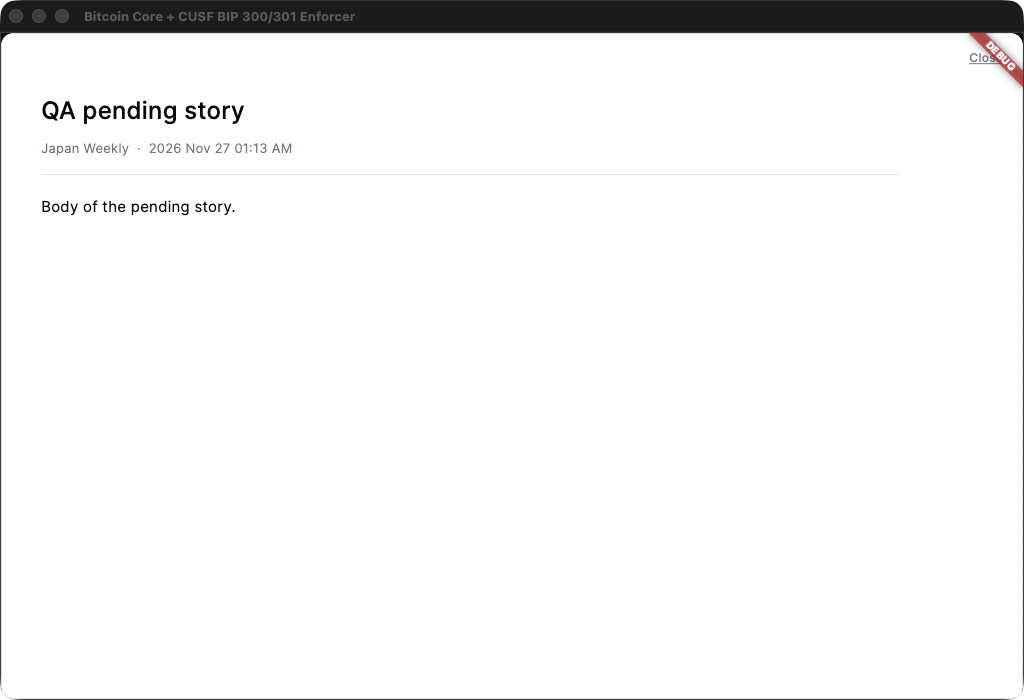 Bitcoin Core + CUSF BIP 300/301 Enforcer
DEBUG
QA pending story
Japan Weekly · 2026 Nov 27 01:13 AM
Body of the pending story.